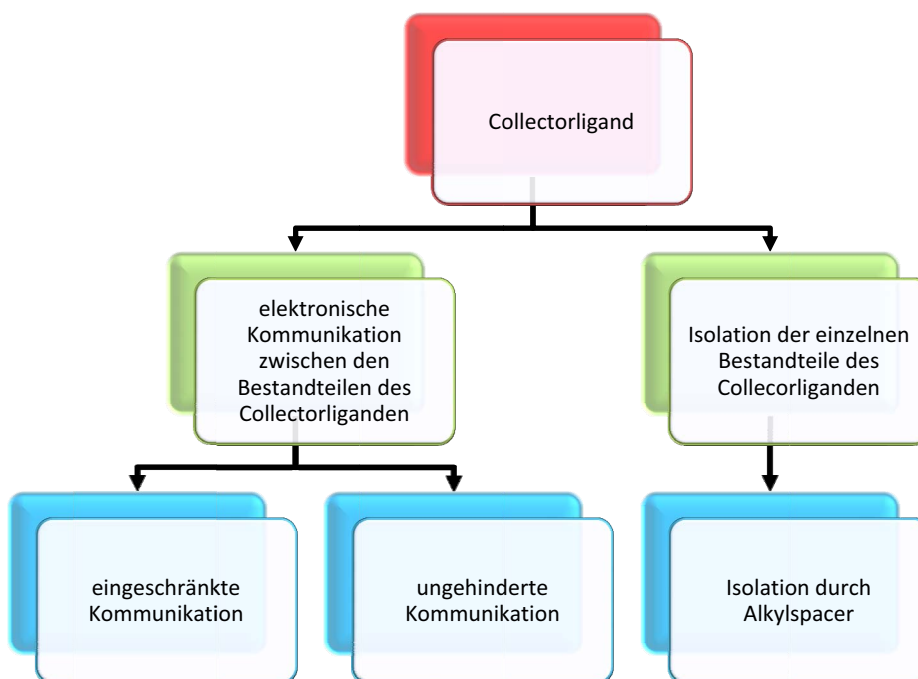 Collectorligand
elektronische
Kommunikation
zwischen den
Bestandteilen des
Collectorliganden
Isolation der einzelnen
Bestandteile des
Collecorliganden
eingeschränkte
Kommunikation
ungehinderte
Kommunikation
Isolation durch
Alkylspacer